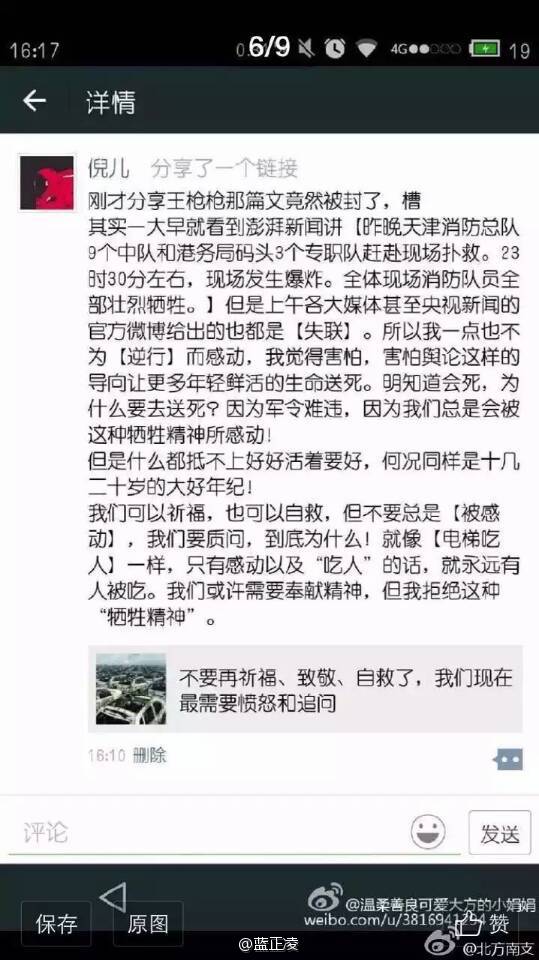 16:17
6/9
4G
19
详情
倪儿 分享了一个链接
刚才分享王枪枪那篇文竟然被封了，槽
其实一大早就看到澎湃新闻讲【昨晚天津消防总队
9个中队和港务局码头3个专职队赶赴现场扑救。23
时30分左右，现场发生爆炸。全体现场消防队员全
部壮烈牺牲。】但是上午各大媒体甚至央视新闻的
官方微博给出的也都是【失联】。所以我一点也不
为【逆行】而感动，我觉得害怕，害怕舆论这样的
导向让更多年轻鲜活的生命送死。明知道会死，为
什么要去送死？因为军令难违，因为我们总是会被
这种牺牲精神所感动！
但是什么都抵不上好好活着要好，何况同样是十几
二十岁的大好年纪！
我们可以祈福，也可以自救，但不要总是【被感
动】，我们要质问，到底为什么！就像【电梯吃
人】一样，只有感动以及“吃人”的话，就永远有
人被吃。我们或许需要奉献精神，但我拒绝这种
“牺牲精神”。
不要再祈福、致敬、自救了，我们现在
最需要愤怒和追问
16:10 删除
评论
发送
保存
原图
赞
@温柔善良可爱大方的小娟娟
@蓝正凌
@北方南支